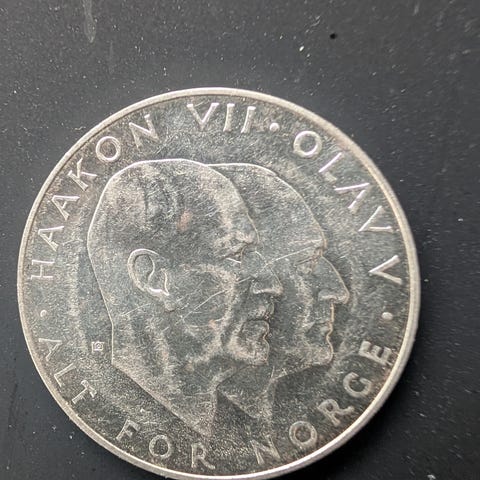 HAAKON VII · OLAV V ·
ALT FOR NORGE ·